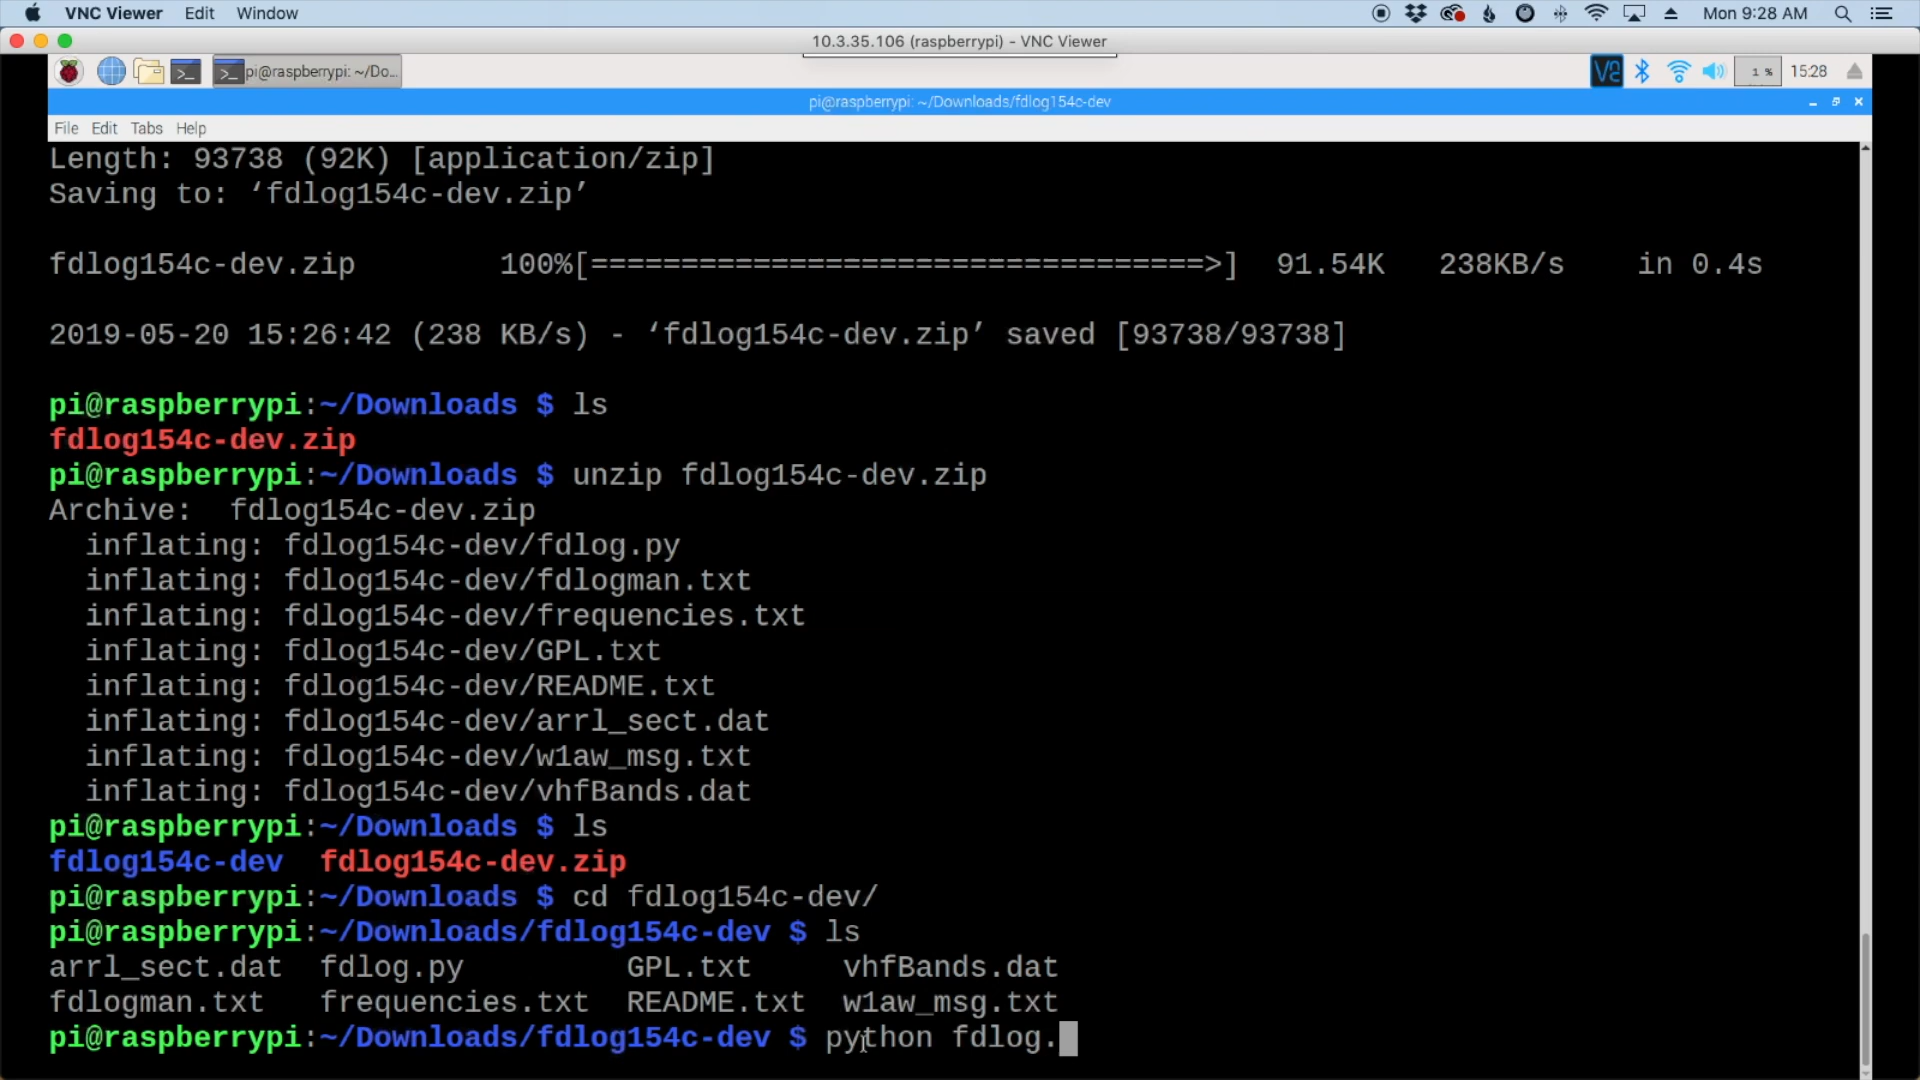 VNC Viewer Edit Window Mon 9:28 AM
10.3.35.106 (raspberrypi) - VNC Viewer
pi@raspberrypi: ~/Do... 1 % 15:28
pi@raspberrypi: ~/Downloads/fdlog154c-dev
File Edit Tabs Help
Length: 93738 (92K) [application/zip]
Saving to: ‘fdlog154c-dev.zip’
fdlog154c-dev.zip 100%[==================================>] 91.54K 238KB/s in 0.4s
2019-05-20 15:26:42 (238 KB/s) - ‘fdlog154c-dev.zip’ saved [93738/93738]
pi@raspberrypi:~/Downloads $ ls
fdlog154c-dev.zip
pi@raspberrypi:~/Downloads $ unzip fdlog154c-dev.zip
Archive: fdlog154c-dev.zip
inflating: fdlog154c-dev/fdlog.py
inflating: fdlog154c-dev/fdlogman.txt
inflating: fdlog154c-dev/frequencies.txt
inflating: fdlog154c-dev/GPL.txt
inflating: fdlog154c-dev/README.txt
inflating: fdlog154c-dev/arrl_sect.dat
inflating: fdlog154c-dev/w1aw_msg.txt
inflating: fdlog154c-dev/vhfBands.dat
pi@raspberrypi:~/Downloads $ ls
fdlog154c-dev fdlog154c-dev.zip
pi@raspberrypi:~/Downloads $ cd fdlog154c-dev/
pi@raspberrypi:~/Downloads/fdlog154c-dev $ ls
arrl_sect.dat fdlog.py GPL.txt vhfBands.dat
fdlogman.txt frequencies.txt README.txt w1aw_msg.txt
pi@raspberrypi:~/Downloads/fdlog154c-dev $ python fdlog.